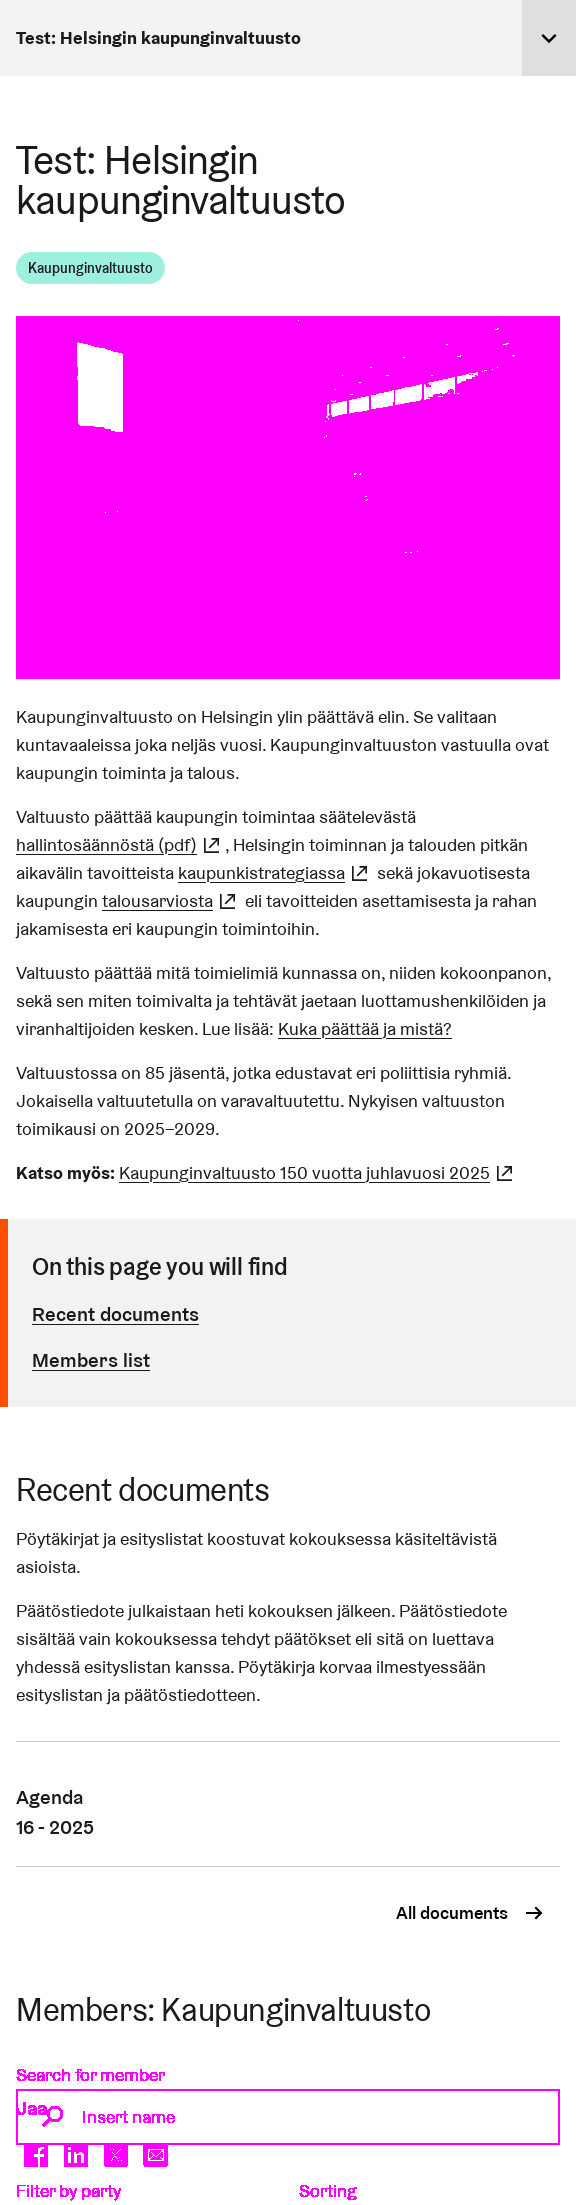 Test: Helsingin kaupunginvaltuusto
Test: Helsingin
kaupunginvaltuusto
Kaupunginvaltuusto
Kaupunginvaltuusto on Helsingin ylin päättävä elin. Se valitaan
kuntavaaleissa joka neljäs vuosi. Kaupunginvaltuuston vastuulla ovat
kaupungin toiminta ja talous.
Valtuusto päättää kaupungin toimintaa säätelevästä
hallintosäännöstä (pdf) , Helsingin toiminnan ja talouden pitkän
aikavälin tavoitteista kaupunkistrategiassa sekä jokavuotisesta
kaupungin talousarviosta eli tavoitteiden asettamisesta ja rahan
jakamisesta eri kaupungin toimintoihin.
Valtuusto päättää mitä toimielimiä kunnassa on, niiden kokoonpanon,
sekä sen miten toimivalta ja tehtävät jaetaan luottamushenkilöiden ja
viranhaltijoiden kesken. Lue lisää: Kuka päättää ja mistä?
Valtuustossa on 85 jäsentä, jotka edustavat eri poliittisia ryhmiä.
Jokaisella valtuutetulla on varavaltuutettu. Nykyisen valtuuston
toimikausi on 2025–2029.
Katso myös: Kaupunginvaltuusto 150 vuotta juhlavuosi 2025
On this page you will find
Recent documents
Members list
Recent documents
Pöytäkirjat ja esityslistat koostuvat kokouksessa käsiteltävistä
asioista.
Päätöstiedote julkaistaan heti kokouksen jälkeen. Päätöstiedote
sisältää vain kokouksessa tehdyt päätökset eli sitä on luettava
yhdessä esityslistan kanssa. Pöytäkirja korvaa ilmestyessään
esityslistan ja päätöstiedotteen.
Agenda
16 - 2025
All documents
Members: Kaupunginvaltuusto
Search for member
Jaa
Insert name
Filter by party Sorting